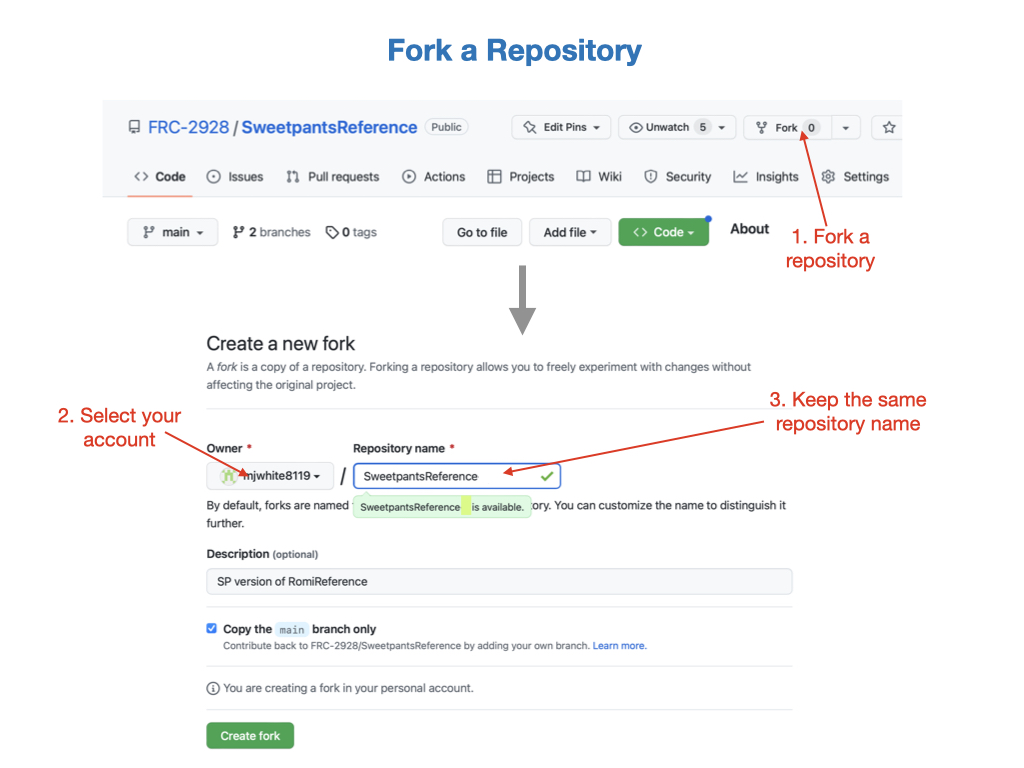 Fork a Repository
FRC-2928 / SweetpantsReference Public Edit Pins Unwatch 5 Fork 0
Code Issues Pull requests Actions Projects Wiki Security Insights Settings
main 2 branches 0 tags Go to file Add file Code About
1. Fork a
repository
Create a new fork
A fork is a copy of a repository. Forking a repository allows you to freely experiment with changes without
affecting the original project.
2. Select your
account
3. Keep the same
repository name
Owner * Repository name *
mjwhite8119 / SweetpantsReference
By default, forks are named
SweetpantsReference is available.
ory. You can customize the name to distinguish it
further.
Description (optional)
SP version of RomiReference
Copy the main branch only
Contribute back to FRC-2928/SweetpantsReference by adding your own branch. Learn more.
You are creating a fork in your personal account.
Create fork